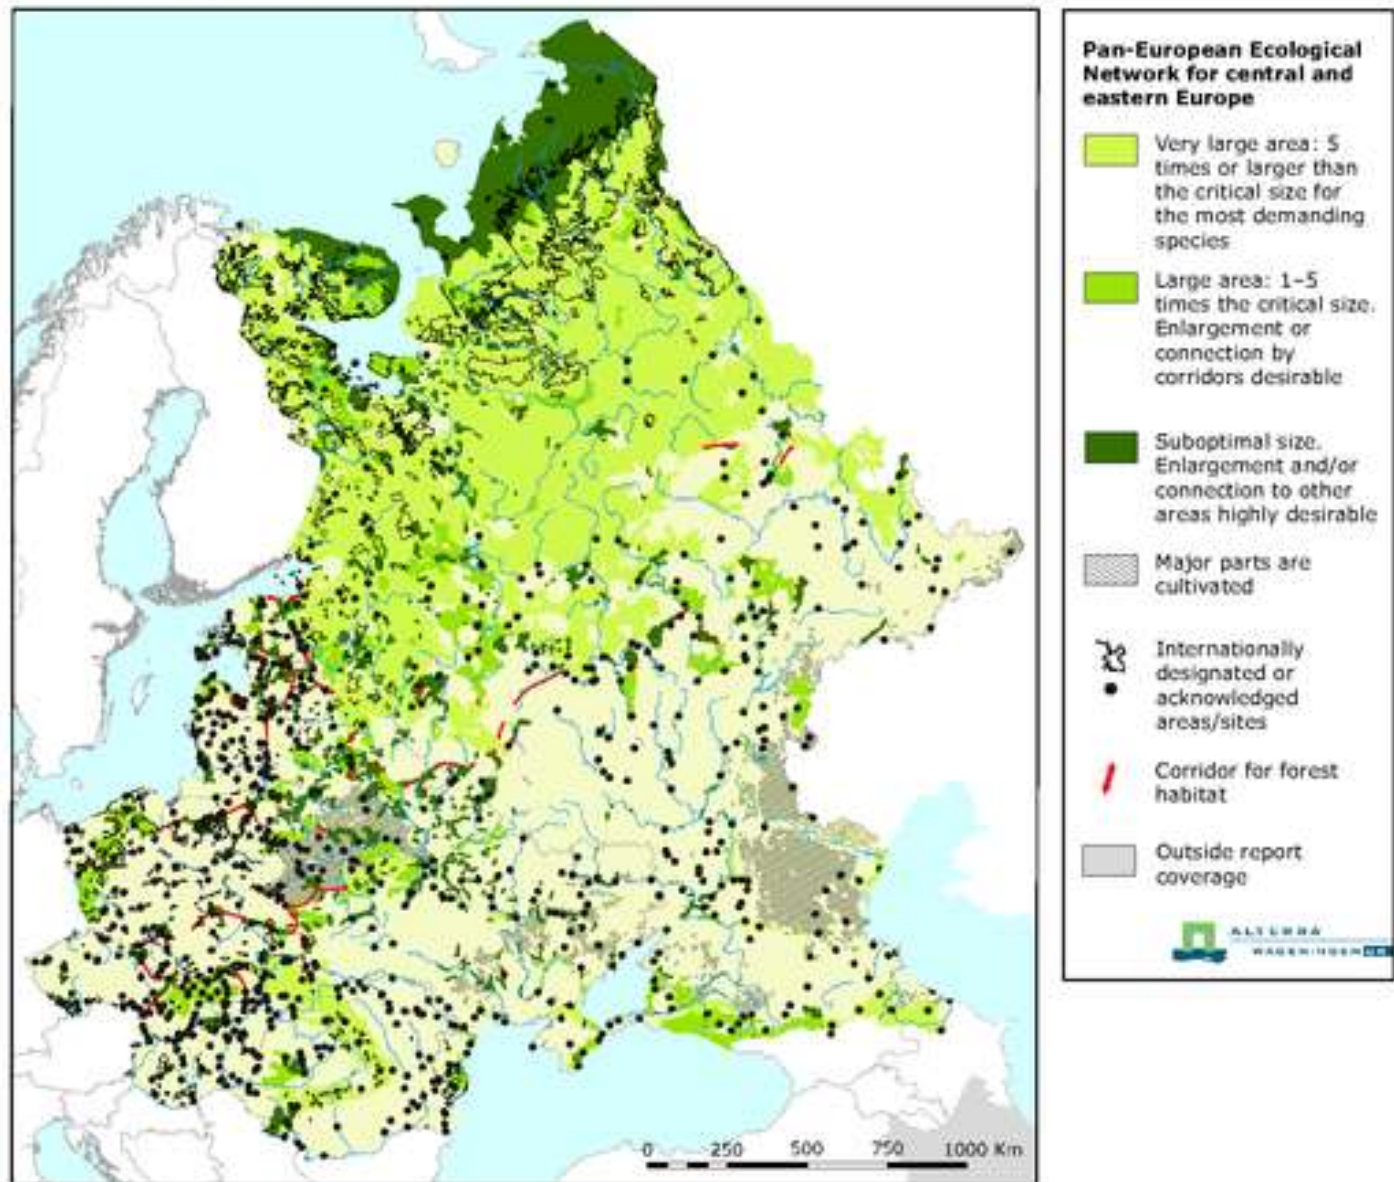 Pan-European Ecological
Network for central and
eastern Europe
Very large area: 5
times or larger than
the critical size for
the most demanding
species
Large area: 1–5
times the critical size.
Enlargement or
connection by
corridors desirable
Suboptimal size.
Enlargement and/or
connection to other
areas highly desirable
Major parts are
cultivated
Internationally
designated or
acknowledged
areas/sites
Corridor for forest
habitat
Outside report
coverage
ALTERRA
WAGENINGEN UR
0 250 500 750 1000 Km